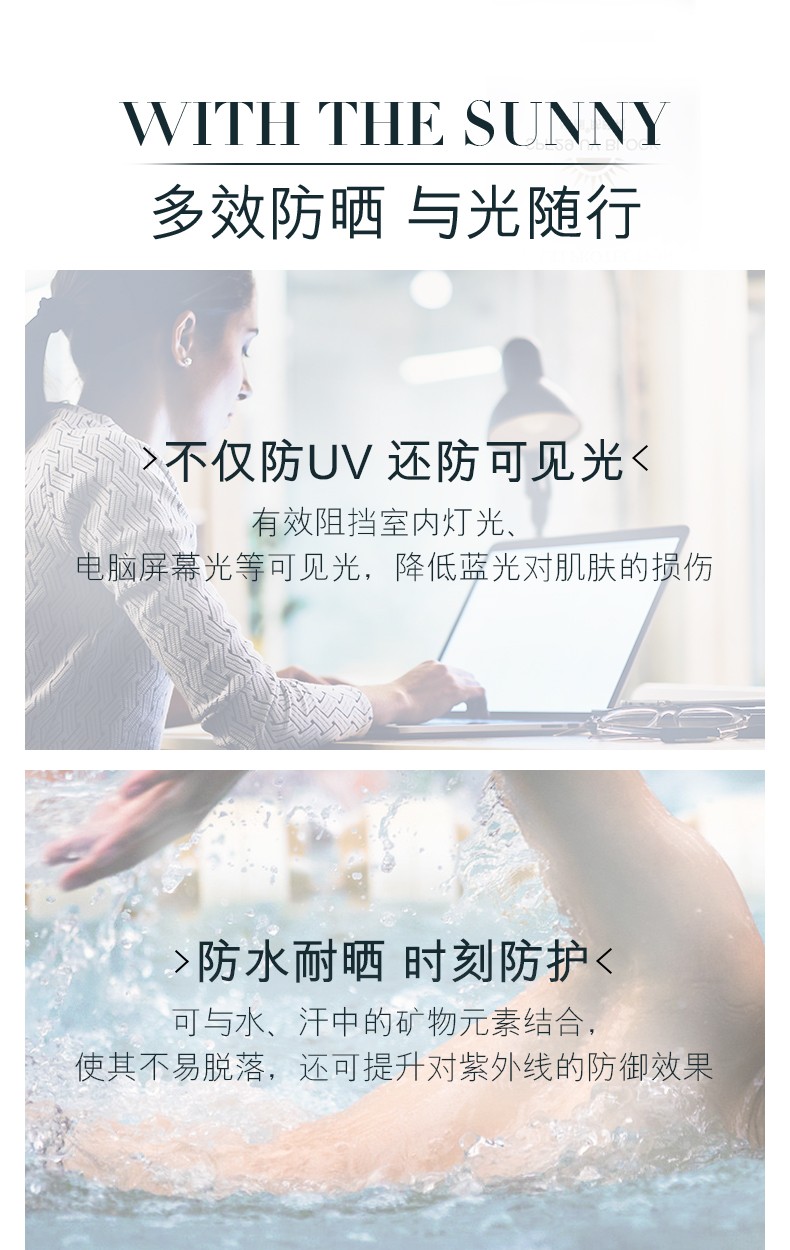 WITH THE SUNNY
多效防晒 与光随行
>不仅防UV 还防可见光<
有效阻挡室内灯光、
电脑屏幕光等可见光，降低蓝光对肌肤的损伤
>防水耐晒 时刻防护<
可与水、汗中的矿物元素结合，
使其不易脱落，还可提升对紫外线的防御效果